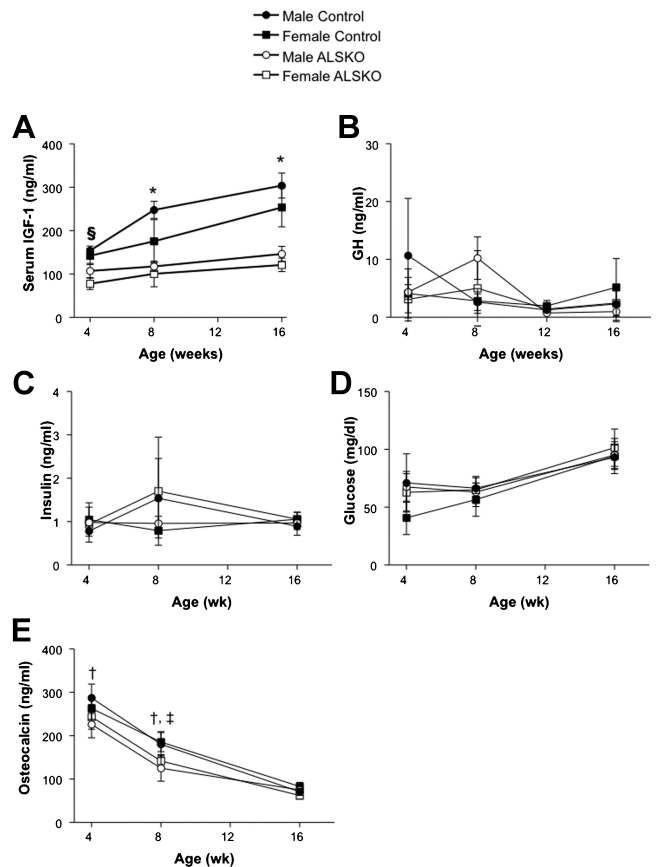 Male Control
Female Control
Male ALSKO
Female ALSKO
A
B
400
300
200
100
0
Serum IGF-1 (ng/ml)
§
*
*
4
8
12
16
Age (weeks)
30
20
10
0
GH (ng/ml)
4
8
12
16
Age (weeks)
C
D
4
3
2
1
0
Insulin (ng/ml)
4
8
12
16
Age (wk)
150
100
50
0
Glucose (mg/dl)
4
8
12
16
Age (wk)
E
400
300
200
100
0
Osteocalcin (ng/ml)
†
†, ‡
4
8
12
16
Age (wk)